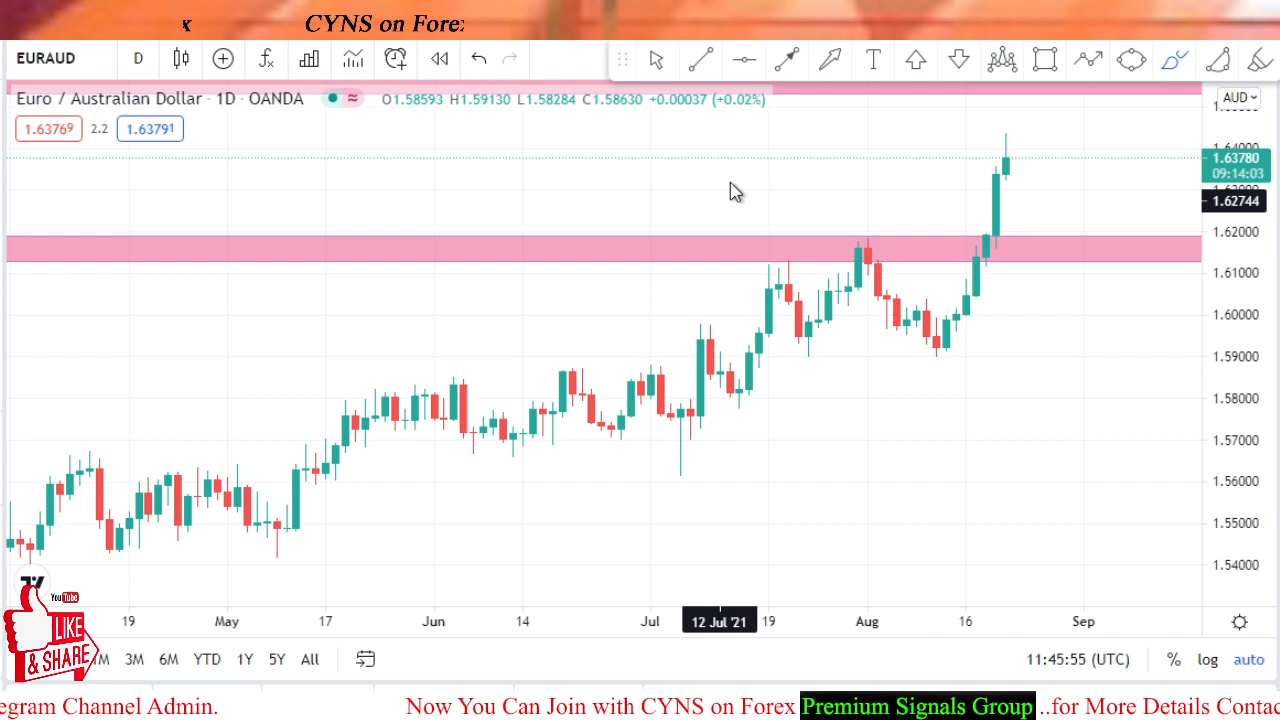 x CYNS on Forex
EURAUD D
Euro / Australian Dollar · 1D · OANDA O1.58593 H1.59130 L1.58284 C1.58630 +0.00037 (+0.02%)
AUD
1.63769 2.2 1.63791
1.64000
1.63780
09:14:03
1.62744
1.62000
1.61000
1.60000
1.59000
1.58000
1.57000
1.56000
1.55000
1.54000
YouTube
LIKE
& SHARE
19 May 17 Jun 14 Jul 12 Jul '21 19 Aug 16 Sep
1M 3M 6M YTD 1Y 5Y All 11:45:55 (UTC) % log auto
egram Channel Admin. Now You Can Join with CYNS on Forex Premium Signals Group ..for More Details Contac